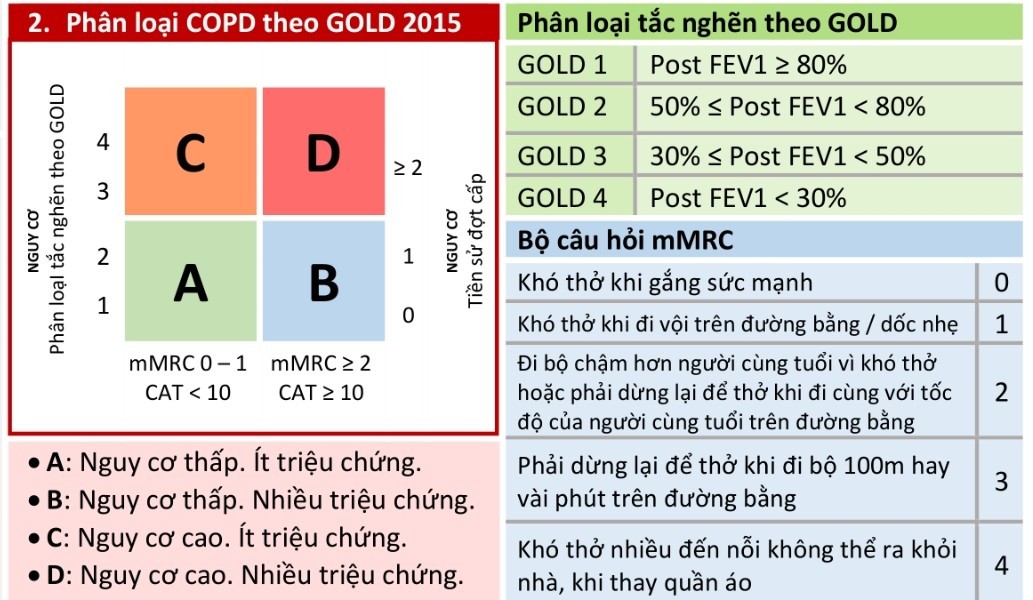 2. Phân loại COPD theo GOLD 2015
NGUY CƠ
Phân loại tắc nghẽn theo GOLD
4
3
2
1
C
D
A
B
≥ 2
1
0
NGUY CƠ
Tiền sử đợt cấp
mMRC 0 – 1
CAT < 10
mMRC ≥ 2
CAT ≥ 10
• A: Nguy cơ thấp. Ít triệu chứng.
• B: Nguy cơ thấp. Nhiều triệu chứng.
• C: Nguy cơ cao. Ít triệu chứng.
• D: Nguy cơ cao. Nhiều triệu chứng.
Phân loại tắc nghẽn theo GOLD
GOLD 1 Post FEV1 ≥ 80%
GOLD 2 50% ≤ Post FEV1 < 80%
GOLD 3 30% ≤ Post FEV1 < 50%
GOLD 4 Post FEV1 < 30%
Bộ câu hỏi mMRC
Khó thở khi gắng sức mạnh 0
Khó thở khi đi vội trên đường bằng / dốc nhẹ 1
Đi bộ chậm hơn người cùng tuổi vì khó thở
hoặc phải dừng lại để thở khi đi cùng với tốc 2
độ của người cùng tuổi trên đường bằng
Phải dừng lại để thở khi đi bộ 100m hay 3
vài phút trên đường bằng
Khó thở nhiều đến nỗi không thể ra khỏi 4
nhà, khi thay quần áo